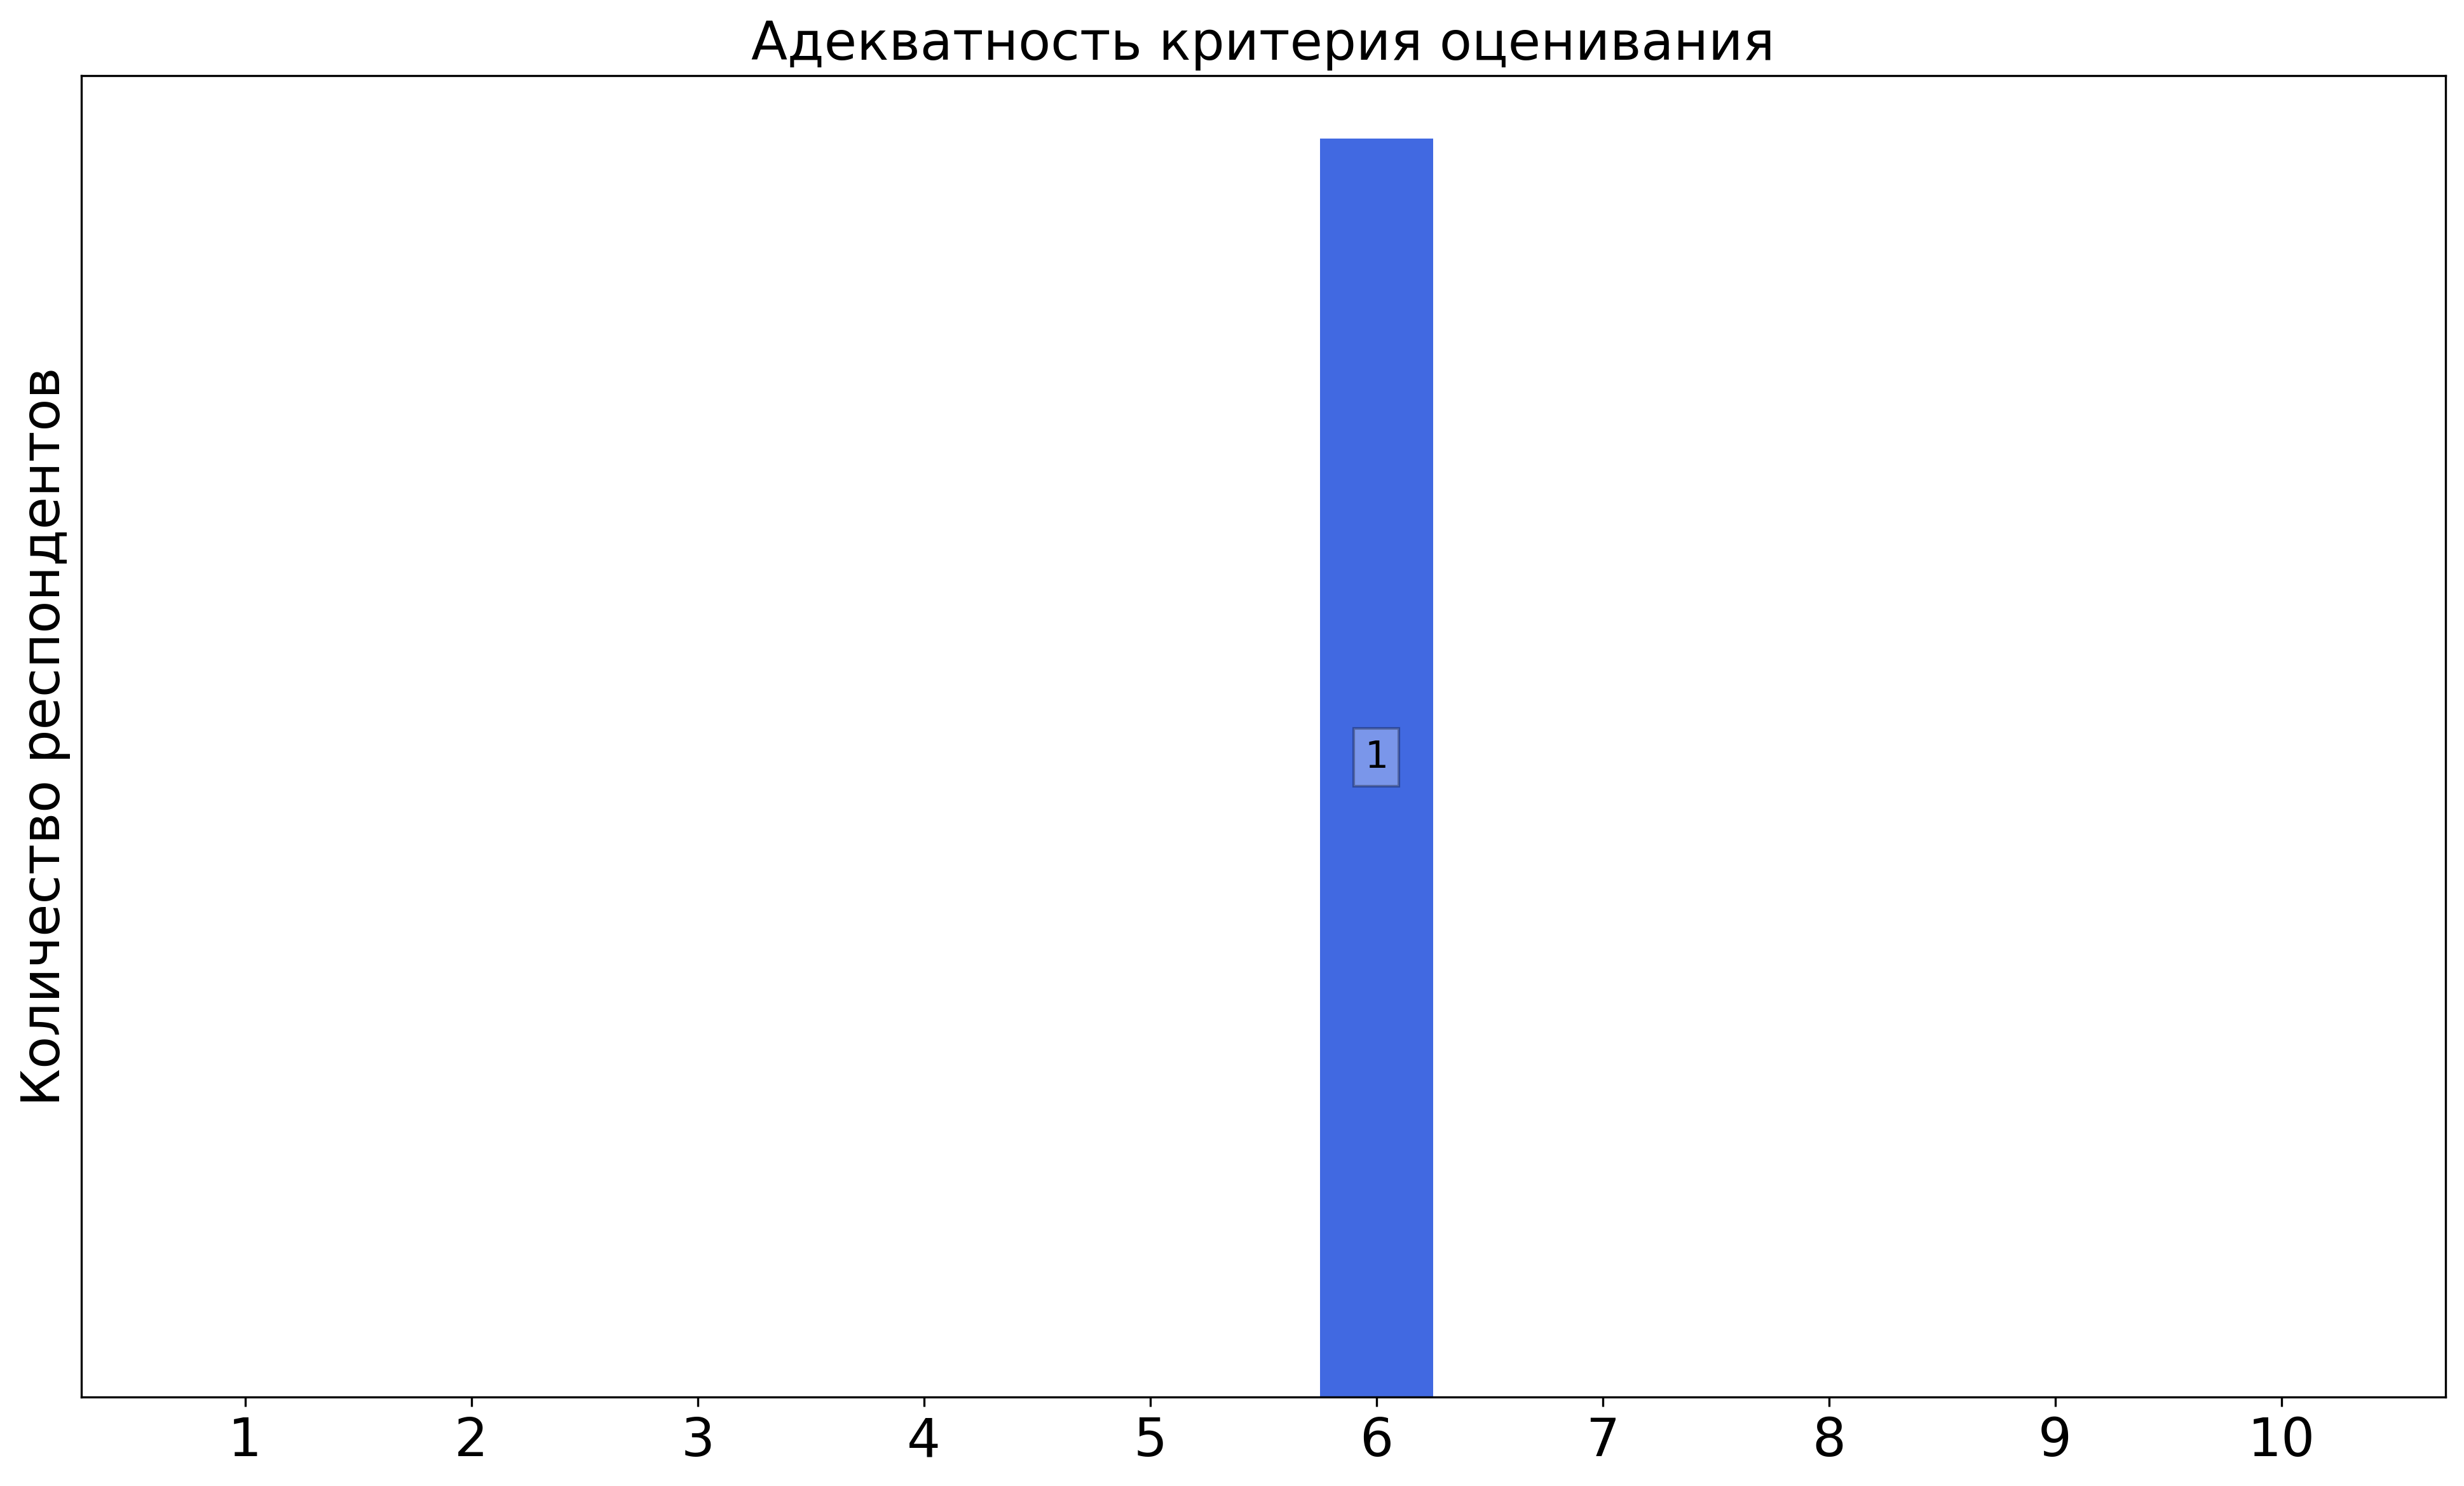 Адекватность критерия оценивания
Количество респондентов
1
1 2 3 4 5 6 7 8 9 10